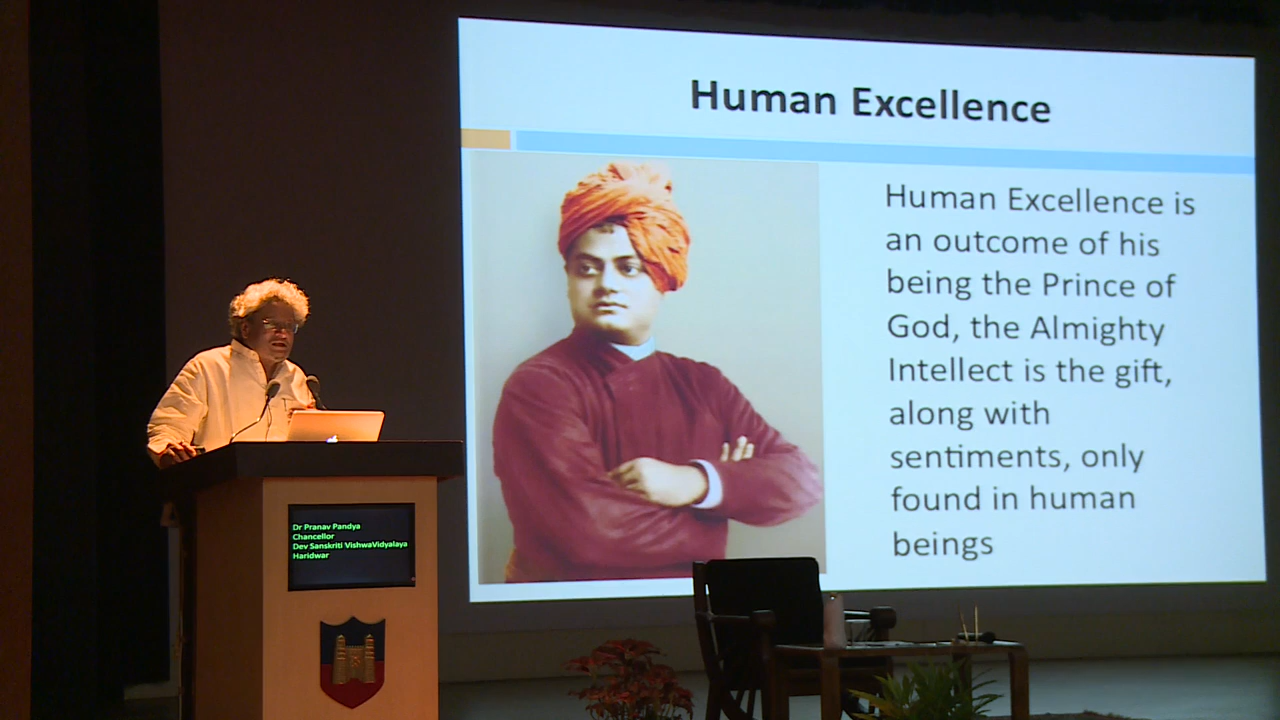 Human Excellence
Human Excellence is
an outcome of his
being the Prince of
God, the Almighty
Intellect is the gift,
along with
sentiments, only
found in human
beings
Dr Pranav Pandya
Chancellor
Dev Sanskriti VishwaVidyalaya
Haridwar